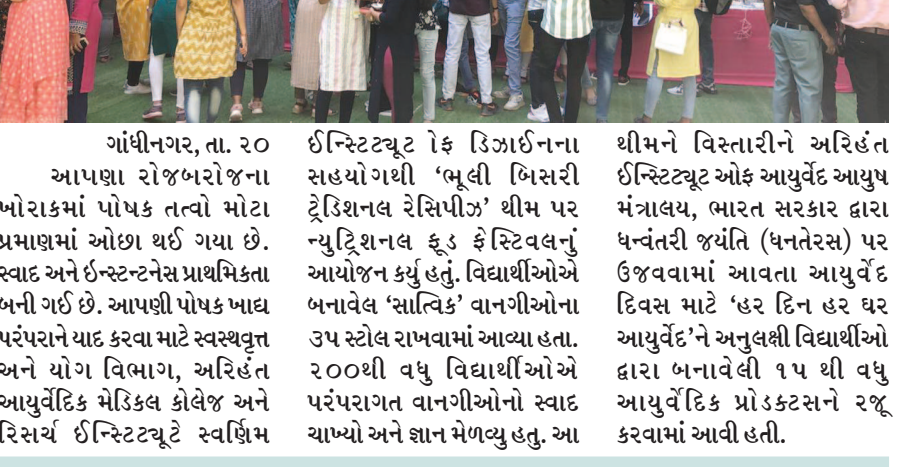 ગાંધીનગર, તા. ૨૦
આપણા રોજબરોજના
ખોરાકમાં પોષક તત્વો મોટા
પ્રમાણમાં ઓછા થઈ ગયા છે.
સ્વાદ અને ઇન્સ્ટન્ટનેસ પ્રાથમિકતા
બની ગઈ છે. આપણી પોષક ખાદ્ય
પરંપરાને યાદ કરવા માટે સ્વસ્થવૃત્ત
અને યોગ વિભાગ, અરિહંત
આયુર્વેદિક મેડિકલ કોલેજ અને
રિસર્ચ ઈન્સ્ટિટ્યૂટે સ્વર્ણિમ
ઈન્સ્ટિટ્યૂટ ોફ ડિઝાઈનના
સહયોગથી ‘ભૂલી બિસરી
ટ્રેડિશનલ રેસિપીઝ’ થીમ પર
ન્યુટ્રિશનલ ફૂડ ફેસ્ટિવલનું
આયોજન કર્યુ હતું. વિદ્યાર્થીઓએ
બનાવેલ ‘સાત્વિક’ વાનગીઓના
૩૫ સ્ટોલ રાખવામાં આવ્યા હતા.
૨૦૦થી વધુ વિદ્યાર્થીઓએ
પરંપરાગત વાનગીઓનો સ્વાદ
ચાખ્યો અને જ્ઞાન મેળવ્યુ હતુ. આ
થીમને વિસ્તારીને અરિહંત
ઈન્સ્ટિટ્યૂટ ઓફ આયુર્વેદ આયુષ
મંત્રાલય, ભારત સરકાર દ્વારા
ધન્વંતરી જયંતિ (ધનતેરસ) પર
ઉજવવામાં આવતા આયુર્વેદ
દિવસ માટે ‘હર દિન હર ઘર
આયુર્વેદ’ને અનુલક્ષી વિદ્યાર્થીઓ
દ્વારા બનાવેલી ૧૫ થી વધુ
આયુર્વેદિક પ્રોડક્ટસને રજૂ
કરવામાં આવી હતી.